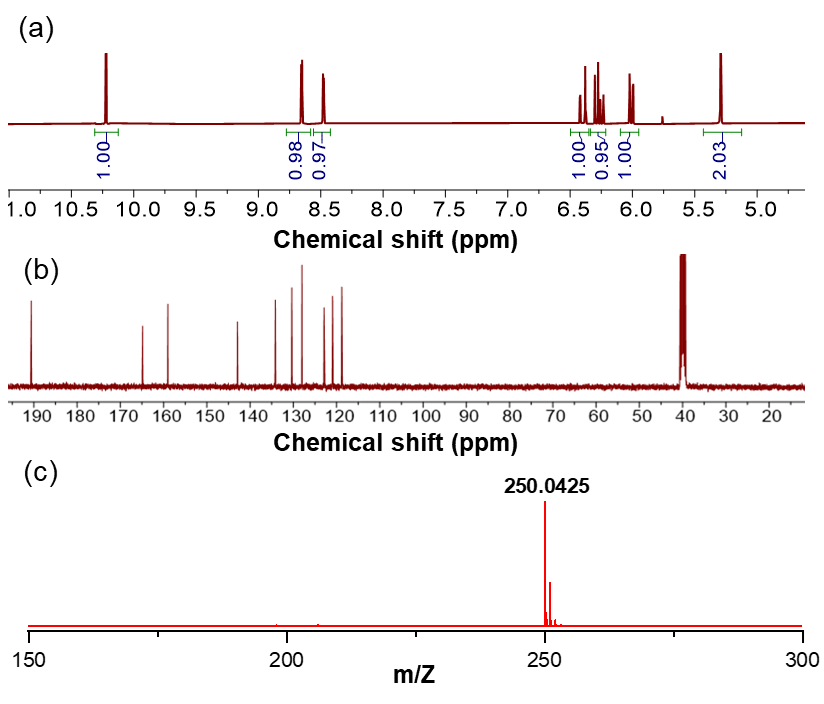 (a)
1.00
0.98
0.97
1.00
0.95
1.00
2.03
1.0 10.5 10.0 9.5 9.0 8.5 8.0 7.5 7.0 6.5 6.0 5.5 5.0
Chemical shift (ppm)
(b)
190 180 170 160 150 140 130 120 110 100 90 80 70 60 50 40 30 20
Chemical shift (ppm)
(c)
250.0425
150 200 250 300
m/Z